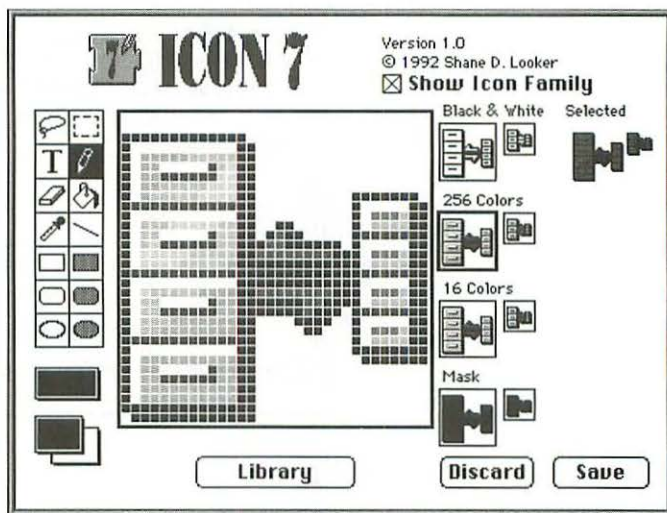 7 ICON 7
Version 1.0
© 1992 Shane D. Looker
Show Icon Family
Black & White Selected
T
256 Colors
16 Colors
Mask
Library Discard Save